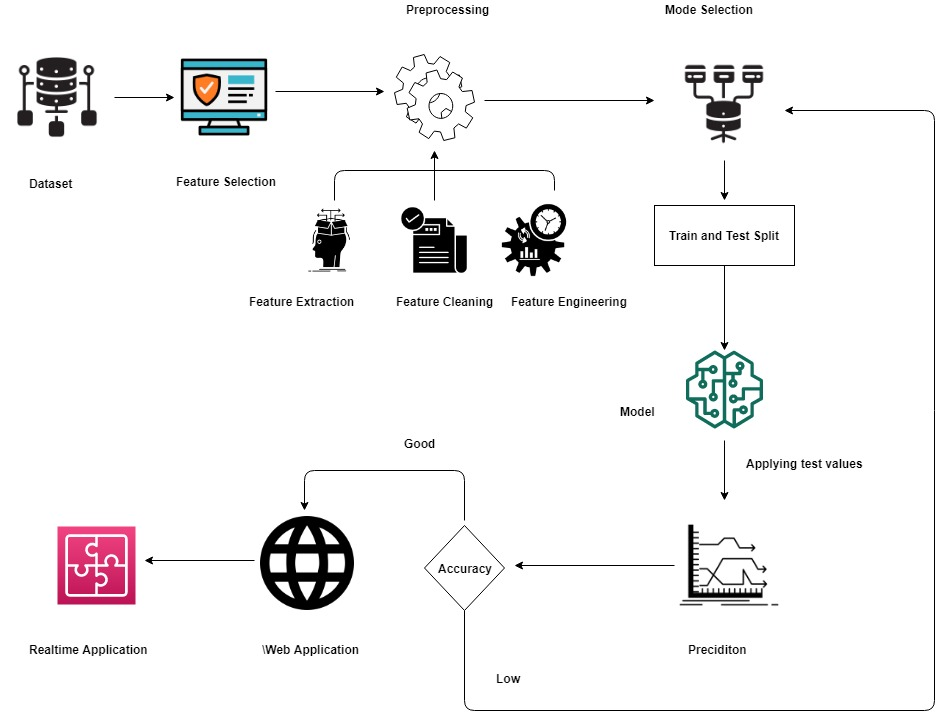 Preprocessing
Mode Selection
Dataset
Feature Selection
Train and Test Split
Feature Extraction
Feature Cleaning
Feature Engineering
Model
Good
Applying test values
Accuracy
Realtime Application
\Web Application
Preciditon
Low